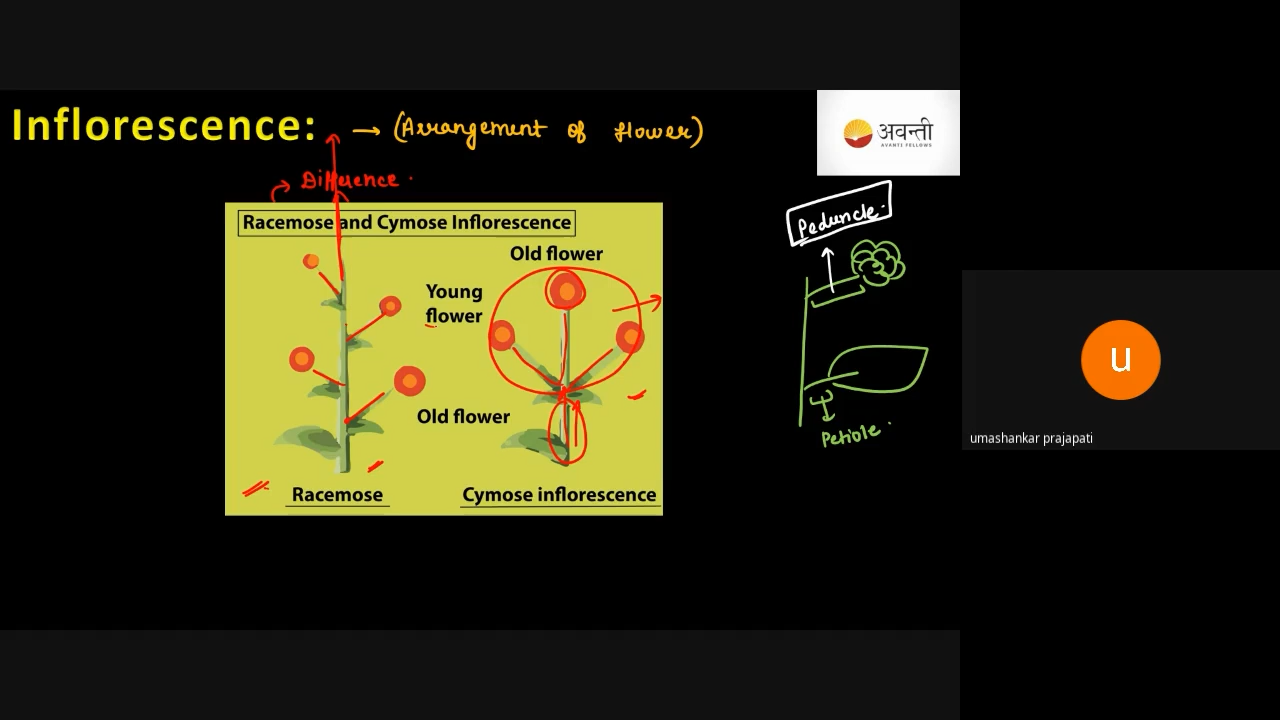 Inflorescence: → (Arrangement of flower)
अवन्ती
AVANTI FELLOWS
Difference.
Racemose and Cymose Inflorescence
Peduncle.
Old flower
Young
flower
Old flower
Petiole.
Racemose
Cymose inflorescence
u
umashankar prajapati